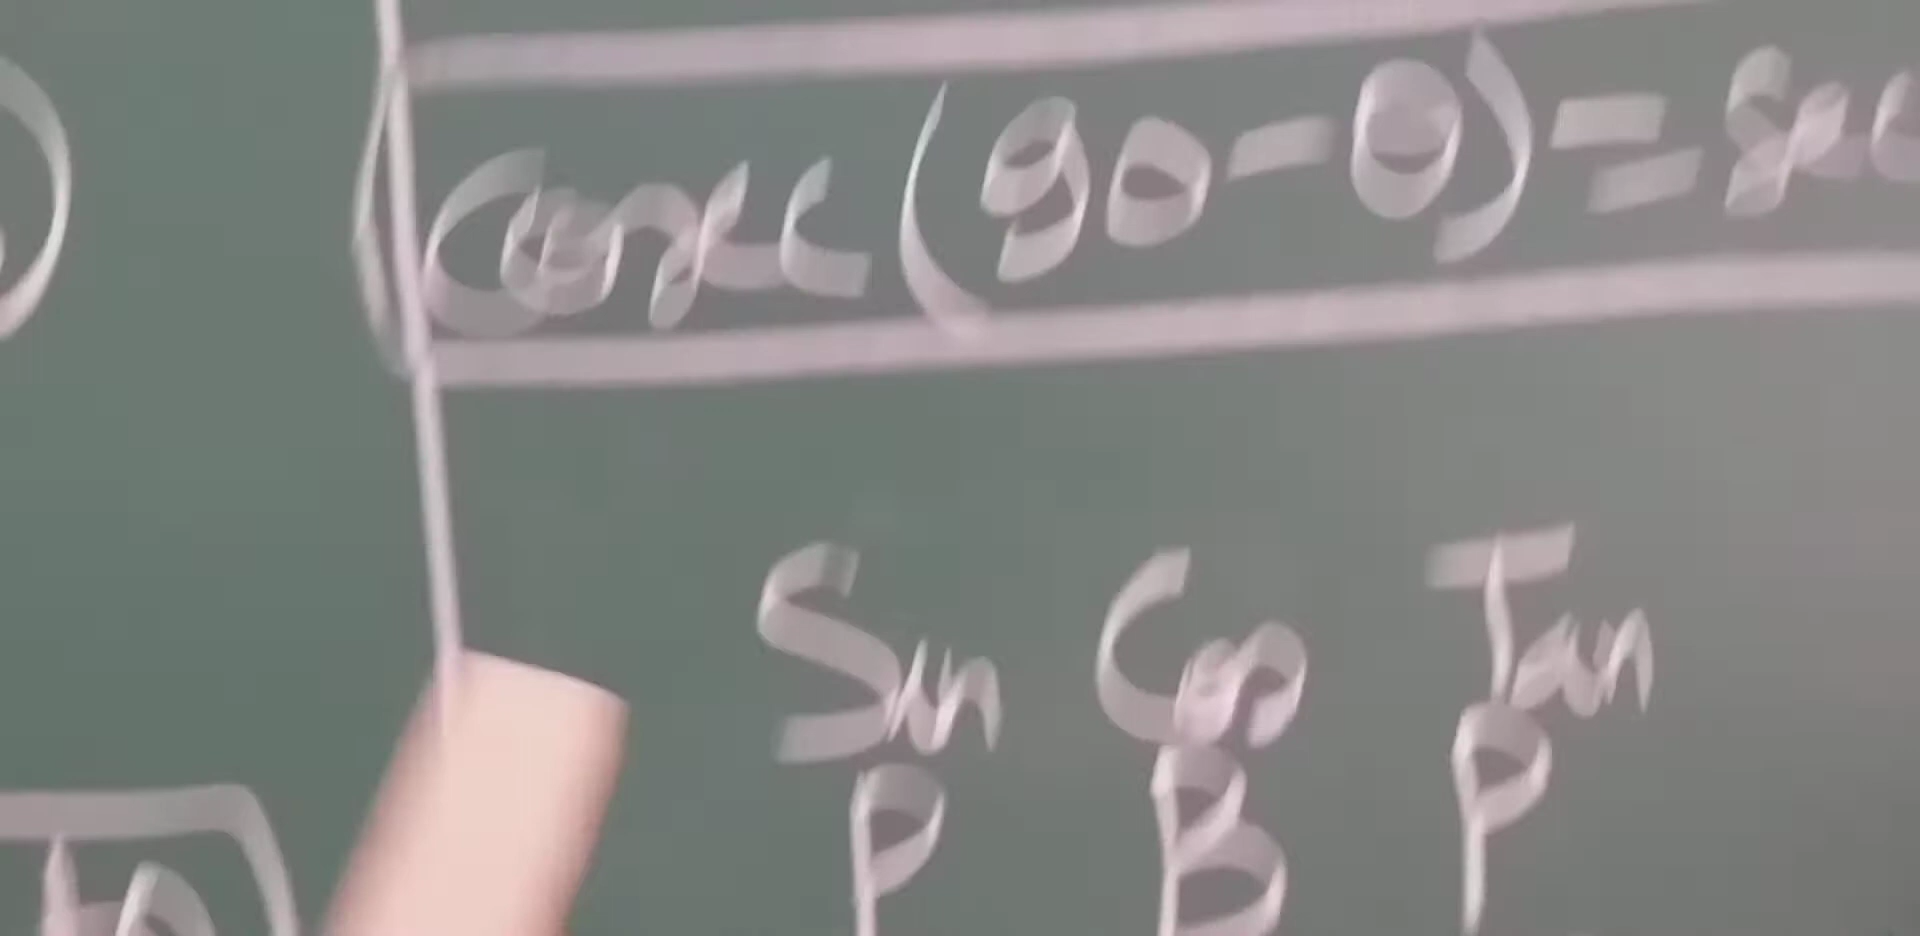 Cosec (90-θ) = Sec
Sin Cos Tan
P B P